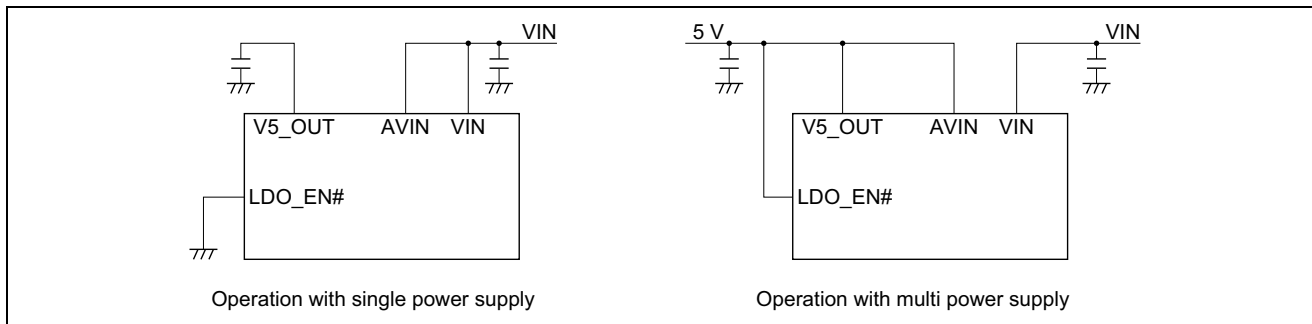 VIN
V5_OUT AVIN VIN
LDO_EN#
Operation with single power supply
5 V VIN
V5_OUT AVIN VIN
LDO_EN#
Operation with multi power supply